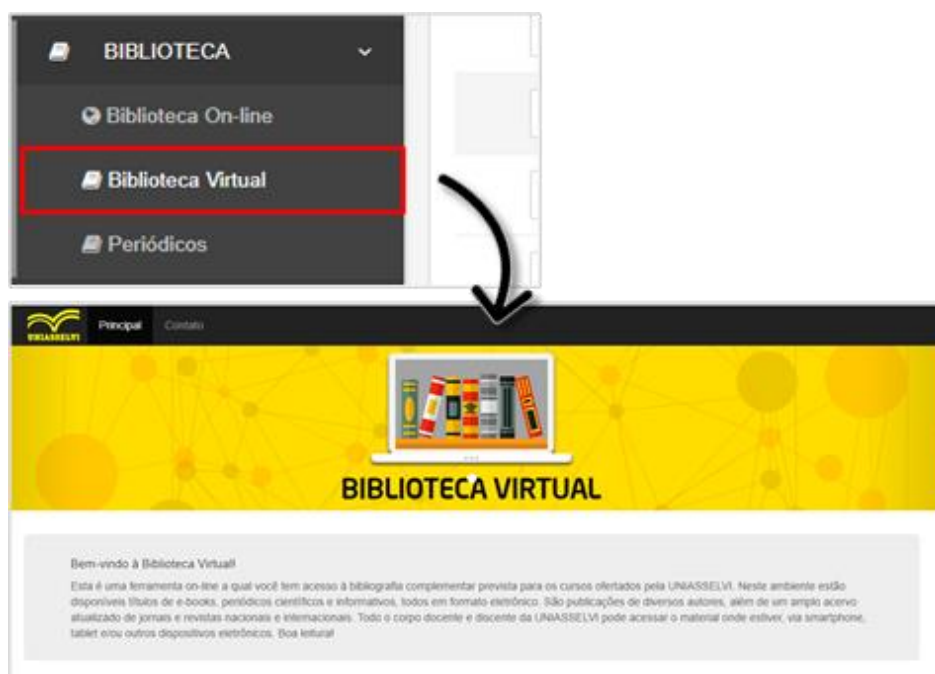 BIBLIOTECA
Biblioteca On-line
Biblioteca Virtual
Periódicos
UNIASSELVI
Principal
Contato
BIBLIOTECA VIRTUAL
Bem-vindo à Biblioteca Virtual!
Esta é uma ferramenta on-line a qual você tem acesso à bibliografia complementar prevista para os cursos ofertados pela UNIASSELVI. Neste ambiente estão
disponíveis títulos de e-books, periódicos científicos e informativos, todos em formato eletrônico. São publicações de diversos autores, além de um amplo acervo
atualizado de jornais e revistas nacionais e internacionais. Todo o corpo docente e discente da UNIASSELVI pode acessar o material onde estiver, via smartphone,
tablet e/ou outros dispositivos eletrônicos. Boa leitura!